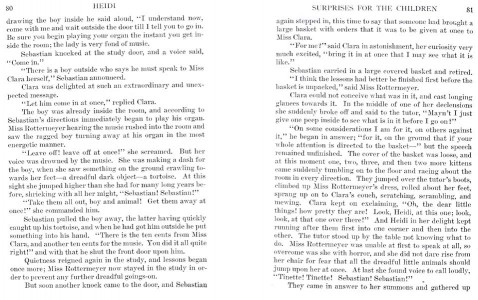 80 HEIDI
drawing the boy inside he said aloud, "I understand now,
come with me and wait outside the door till I tell you to go in.
Be sure you begin playing your organ the instant you get in-
side the room; the lady is very fond of music.
Sebastian knocked at the study door, and a voice said,
"Come in."
"There is a boy outside who says he must speak to Miss
Clara herself," Sebastian announced.
Clara was delighted at such an extraordinary and unex-
pected message.
"Let him come in at once," replied Clara.
The boy was already inside the room, and according to
Sebastian's directions immediately began to play his organ.
Miss Rottermeyer hearing the music rushed into the room and
saw the ragged boy turning away at his organ in the most
energetic manner.
"Leave off! leave off at once!" she screamed. But her
voice was drowned by the music. She was making a dash for
the boy, when she saw something on the ground crawling to-
wards her feet—a dreadful dark object—a tortoise. At this
sight she jumped higher than she had for many long years be-
fore, shrieking with all her might, "Sebastian! Sebastian!"
"Take them all out, boy and animal! Get them away at
once!" she commanded him.
Sebastian pulled the boy away, the latter having quickly
caught up his tortoise, and when he had got him outside he put
something into his hand. "There is the ten cents from Miss
Clara, and another ten cents for the music. You did it all quite
right!" and with that he shut the front door upon him.
Quietness reigned again in the study, and lessons began
once more; Miss Rottermeyer now stayed in the study in or-
der to prevent any further dreadful goings-on.
But soon another knock came to the door, and Sebastian
SURPRISES FOR THE CHILDREN 81
again stepped in, this time to say that someone had brought a
large basket with orders that it was to be given at once to
Miss Clara.
"For me?" said Clara in astonishment, her curiosity very
much excited, "bring it in at once that I may see what it is
like."
Sebastian carried in a large covered basket and retired.
"I think the lessons had better be finished first before the
basket is unpacked," said Miss Rottermeyer.
Clara could not conceive what was in it, and cast longing
glances towards it. In the middle of one of her declensions
she suddenly broke off and said to the tutor, "Mayn't I just
give one peep inside to see what is in it before I go on?"
"On some considerations I am for it, on others against
it," he began in answer; "for it, on the ground that if your
whole attention is directed to the basket—" but the speech
remained unfinished. The cover of the basket was loose, and
at this moment one, two, three, and then two more kittens
came suddenly tumbling on to the floor and racing about the
room in every direction. They jumped over the tutor's boots,
climbed up Miss Rottermeyer's dress, rolled about her feet,
sprang up on to Clara's couch, scratching, scrambling, and
mewing. Clara kept on exclaiming, "Oh, the dear little
things! how pretty they are! Look, Heidi, at this one; look,
look, at that one over there!" And Heidi in her delight kept
running after them first into one corner and then into the
other. The tutor stood up by the table not knowing what to
do. Miss Rottermeyer was unable at first to speak at all, so
overcome was she with horror, and she did not dare rise from
her chair for fear that all the dreadful little animals should
jump upon her at once. At last she found voice to call loudly,
"Tinette! Tinette! Sebastian! Sebastian!"
They came in answer to her summons and gathered up